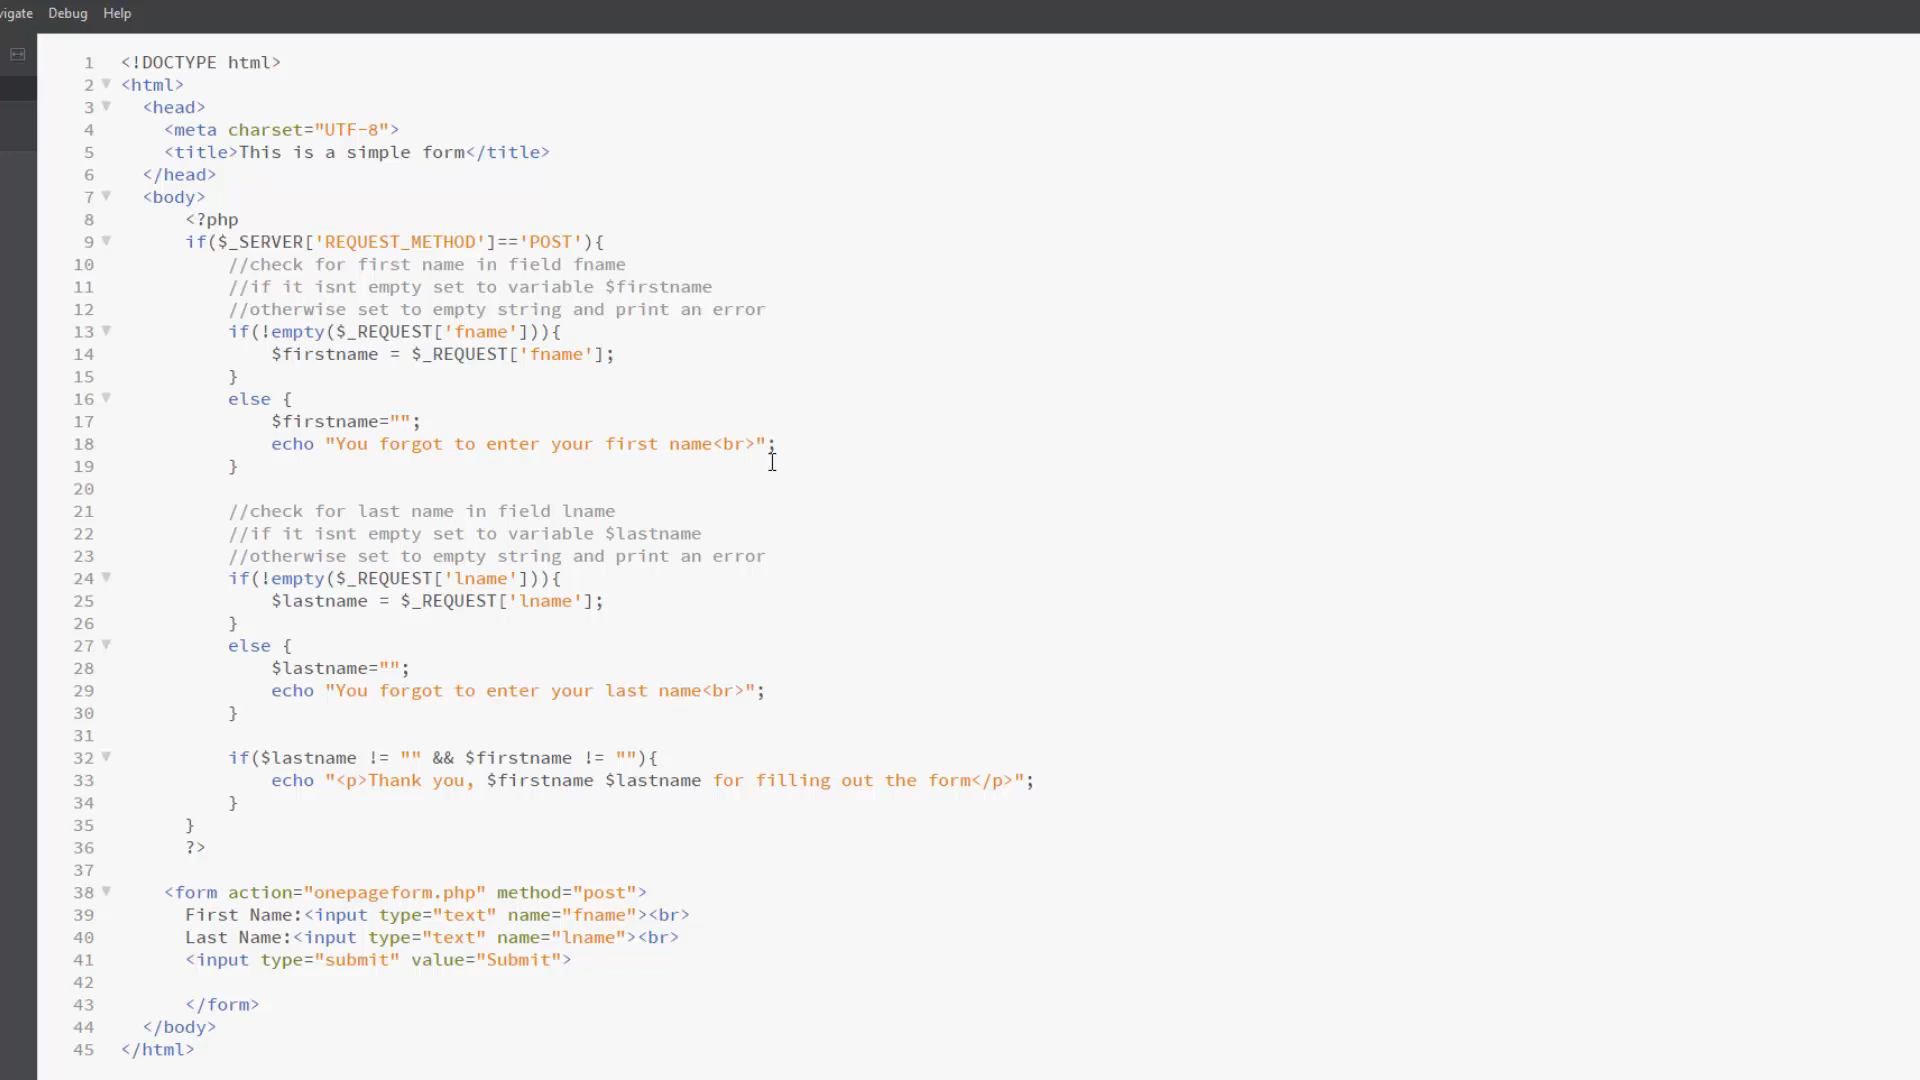 vigate Debug Help
1 <!DOCTYPE html>
2 <html>
3 <head>
4 <meta charset="UTF-8">
5 <title>This is a simple form</title>
6 </head>
7 <body>
8 <?php
9 if($_SERVER['REQUEST_METHOD']=='POST'){
10 //check for first name in field fname
11 //if it isnt empty set to variable $firstname
12 //otherwise set to empty string and print an error
13 if(!empty($_REQUEST['fname'])){
14 $firstname = $_REQUEST['fname'];
15 }
16 else {
17 $firstname="";
18 echo "You forgot to enter your first name<br>";
19 }
20
21 //check for last name in field lname
22 //if it isnt empty set to variable $lastname
23 //otherwise set to empty string and print an error
24 if(!empty($_REQUEST['lname'])){
25 $lastname = $_REQUEST['lname'];
26 }
27 else {
28 $lastname="";
29 echo "You forgot to enter your last name<br>";
30 }
31
32 if($lastname != "" && $firstname != ""){
33 echo "<p>Thank you, $firstname $lastname for filling out the form</p>";
34 }
35 }
36 ?>
37
38 <form action="onepageform.php" method="post">
39 First Name:<input type="text" name="fname"><br>
40 Last Name:<input type="text" name="lname"><br>
41 <input type="submit" value="Submit">
42
43 </form>
44 </body>
45 </html>